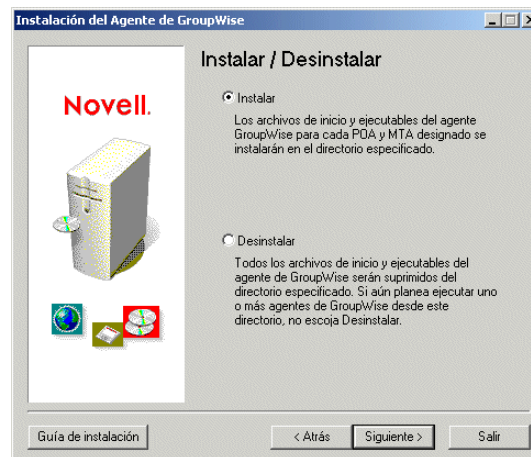 Instalación del Agente de GroupWise
Instalar / Desinstalar
Novell.
Instalar
Los archivos de inicio y ejecutables del agente
GroupWise para cada POA y MTA designado se
instalarán en el directorio especificado.
Desinstalar
Todos los archivos de inicio y ejecutables del
agente de GroupWise serán suprimidos del
directorio especificado. Si aún planea ejecutar uno
o más agentes de GroupWise desde este
directorio, no escoja Desinstalar.
Guía de instalación
< Atrás
Siguiente >
Salir